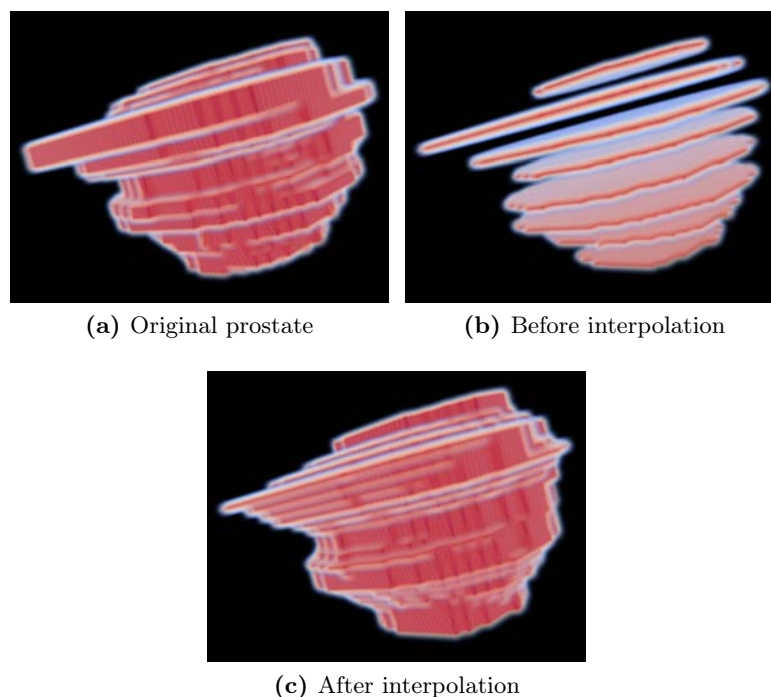 (a) Original prostate
(b) Before interpolation
(c) After interpolation